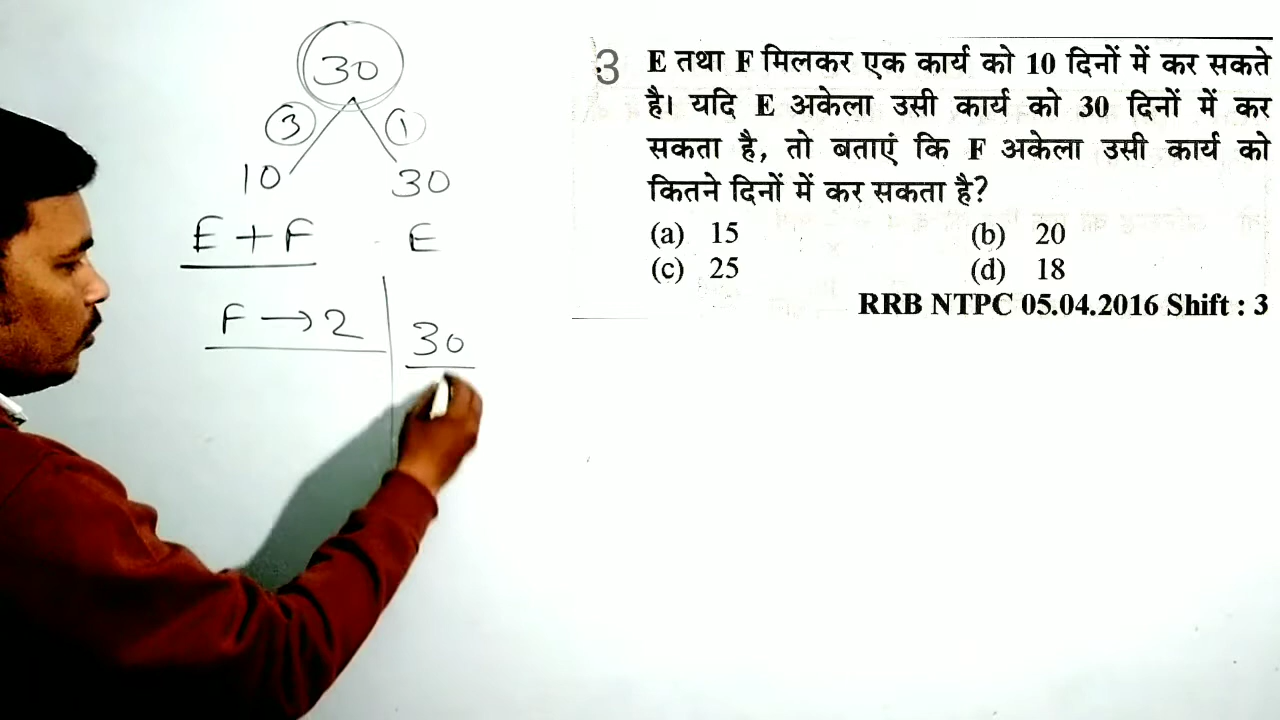 30
3 1
10 30
E + F E
F → 2 30
3 E तथा F मिलकर एक कार्य को 10 दिनों में कर सकते
है। यदि E अकेला उसी कार्य को 30 दिनों में कर
सकता है, तो बताएं कि F अकेला उसी कार्य को
कितने दिनों में कर सकता है?
(a) 15 (b) 20
(c) 25 (d) 18
RRB NTPC 05.04.2016 Shift : 3